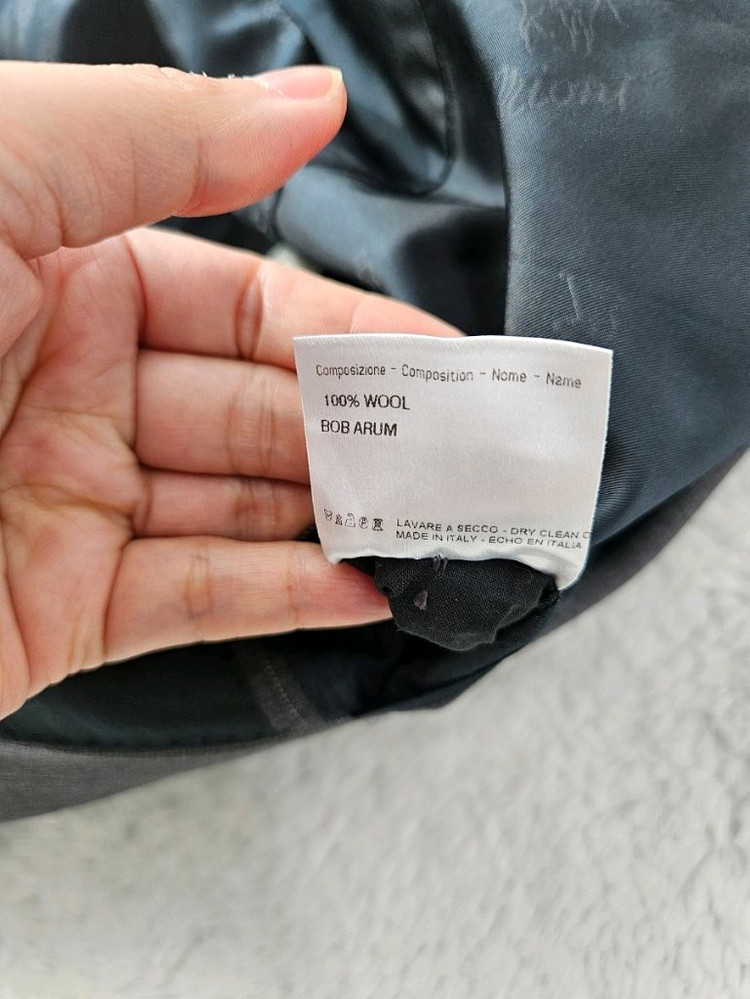 Composizione - Composition - Nome - Name
100% WOOL
BOB ARUM
LAVARE A SECCO - DRY CLEAN O
MADE IN ITALY - ECHO EN ITALIA